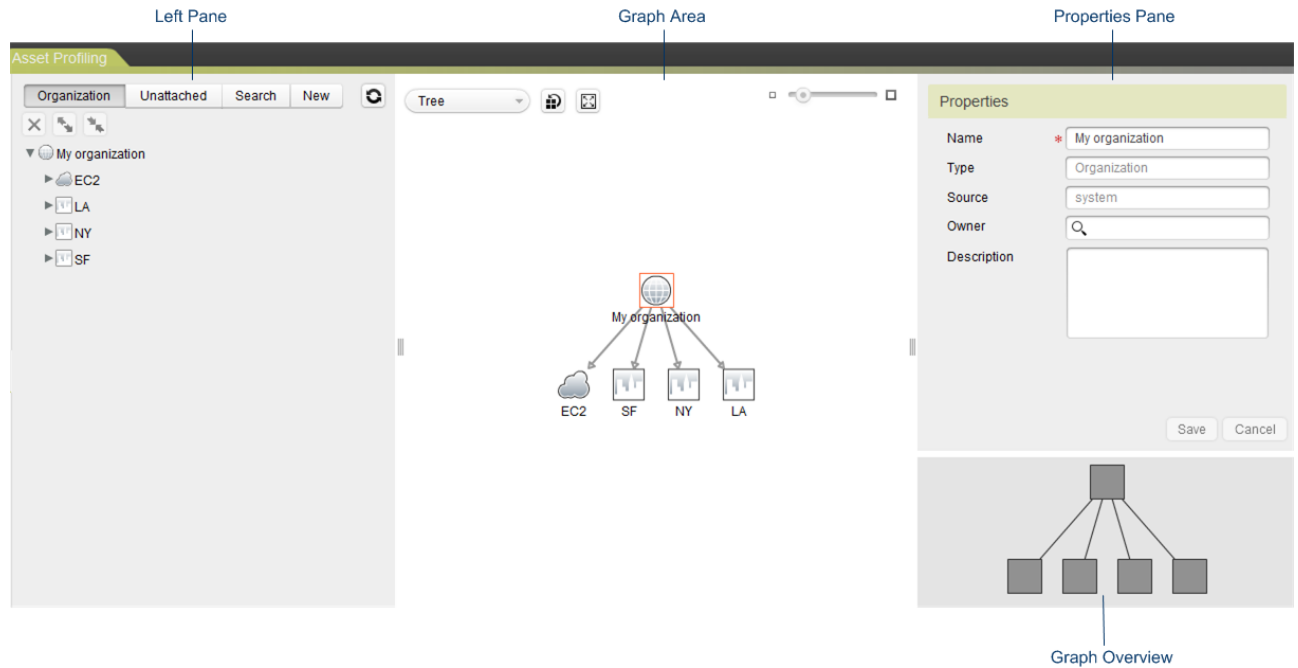 Left Pane
Graph Area
Properties Pane
Asset Profiling
Organization
Unattached
Search
New
My organization
EC2
LA
NY
SF
Tree
My organization
EC2
SF
NY
LA
Properties
Name * My organization
Type Organization
Source system
Owner
Description
Save
Cancel
Graph Overview